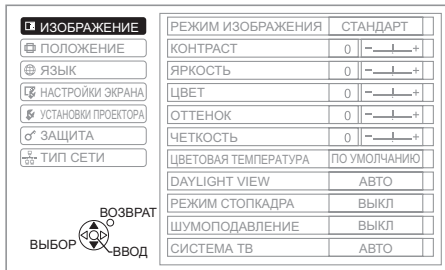 ИЗОБРАЖЕНИЕ
ПОЛОЖЕНИЕ
ЯЗЫК
НАСТРОЙКИ ЭКРАНА
УСТАНОВКИ ПРОЕКТОРА
ЗАЩИТА
ТИП СЕТИ
ВОЗВРАТ
ВЫБОР
ВВОД
РЕЖИМ ИЗОБРАЖЕНИЯ СТАНДАРТ
КОНТРАСТ 0 - +
ЯРКОСТЬ 0 - +
ЦВЕТ 0 - +
ОТТЕНОК 0 - +
ЧЕТКОСТЬ 0 - +
ЦВЕТОВАЯ ТЕМПЕРАТУРА ПО УМОЛЧАНИЮ
DAYLIGHT VIEW АВТО
РЕЖИМ СТОПКАДРА ВЫКЛ
ШУМОПОДАВЛЕНИЕ ВЫКЛ
СИСТЕМА ТВ АВТО